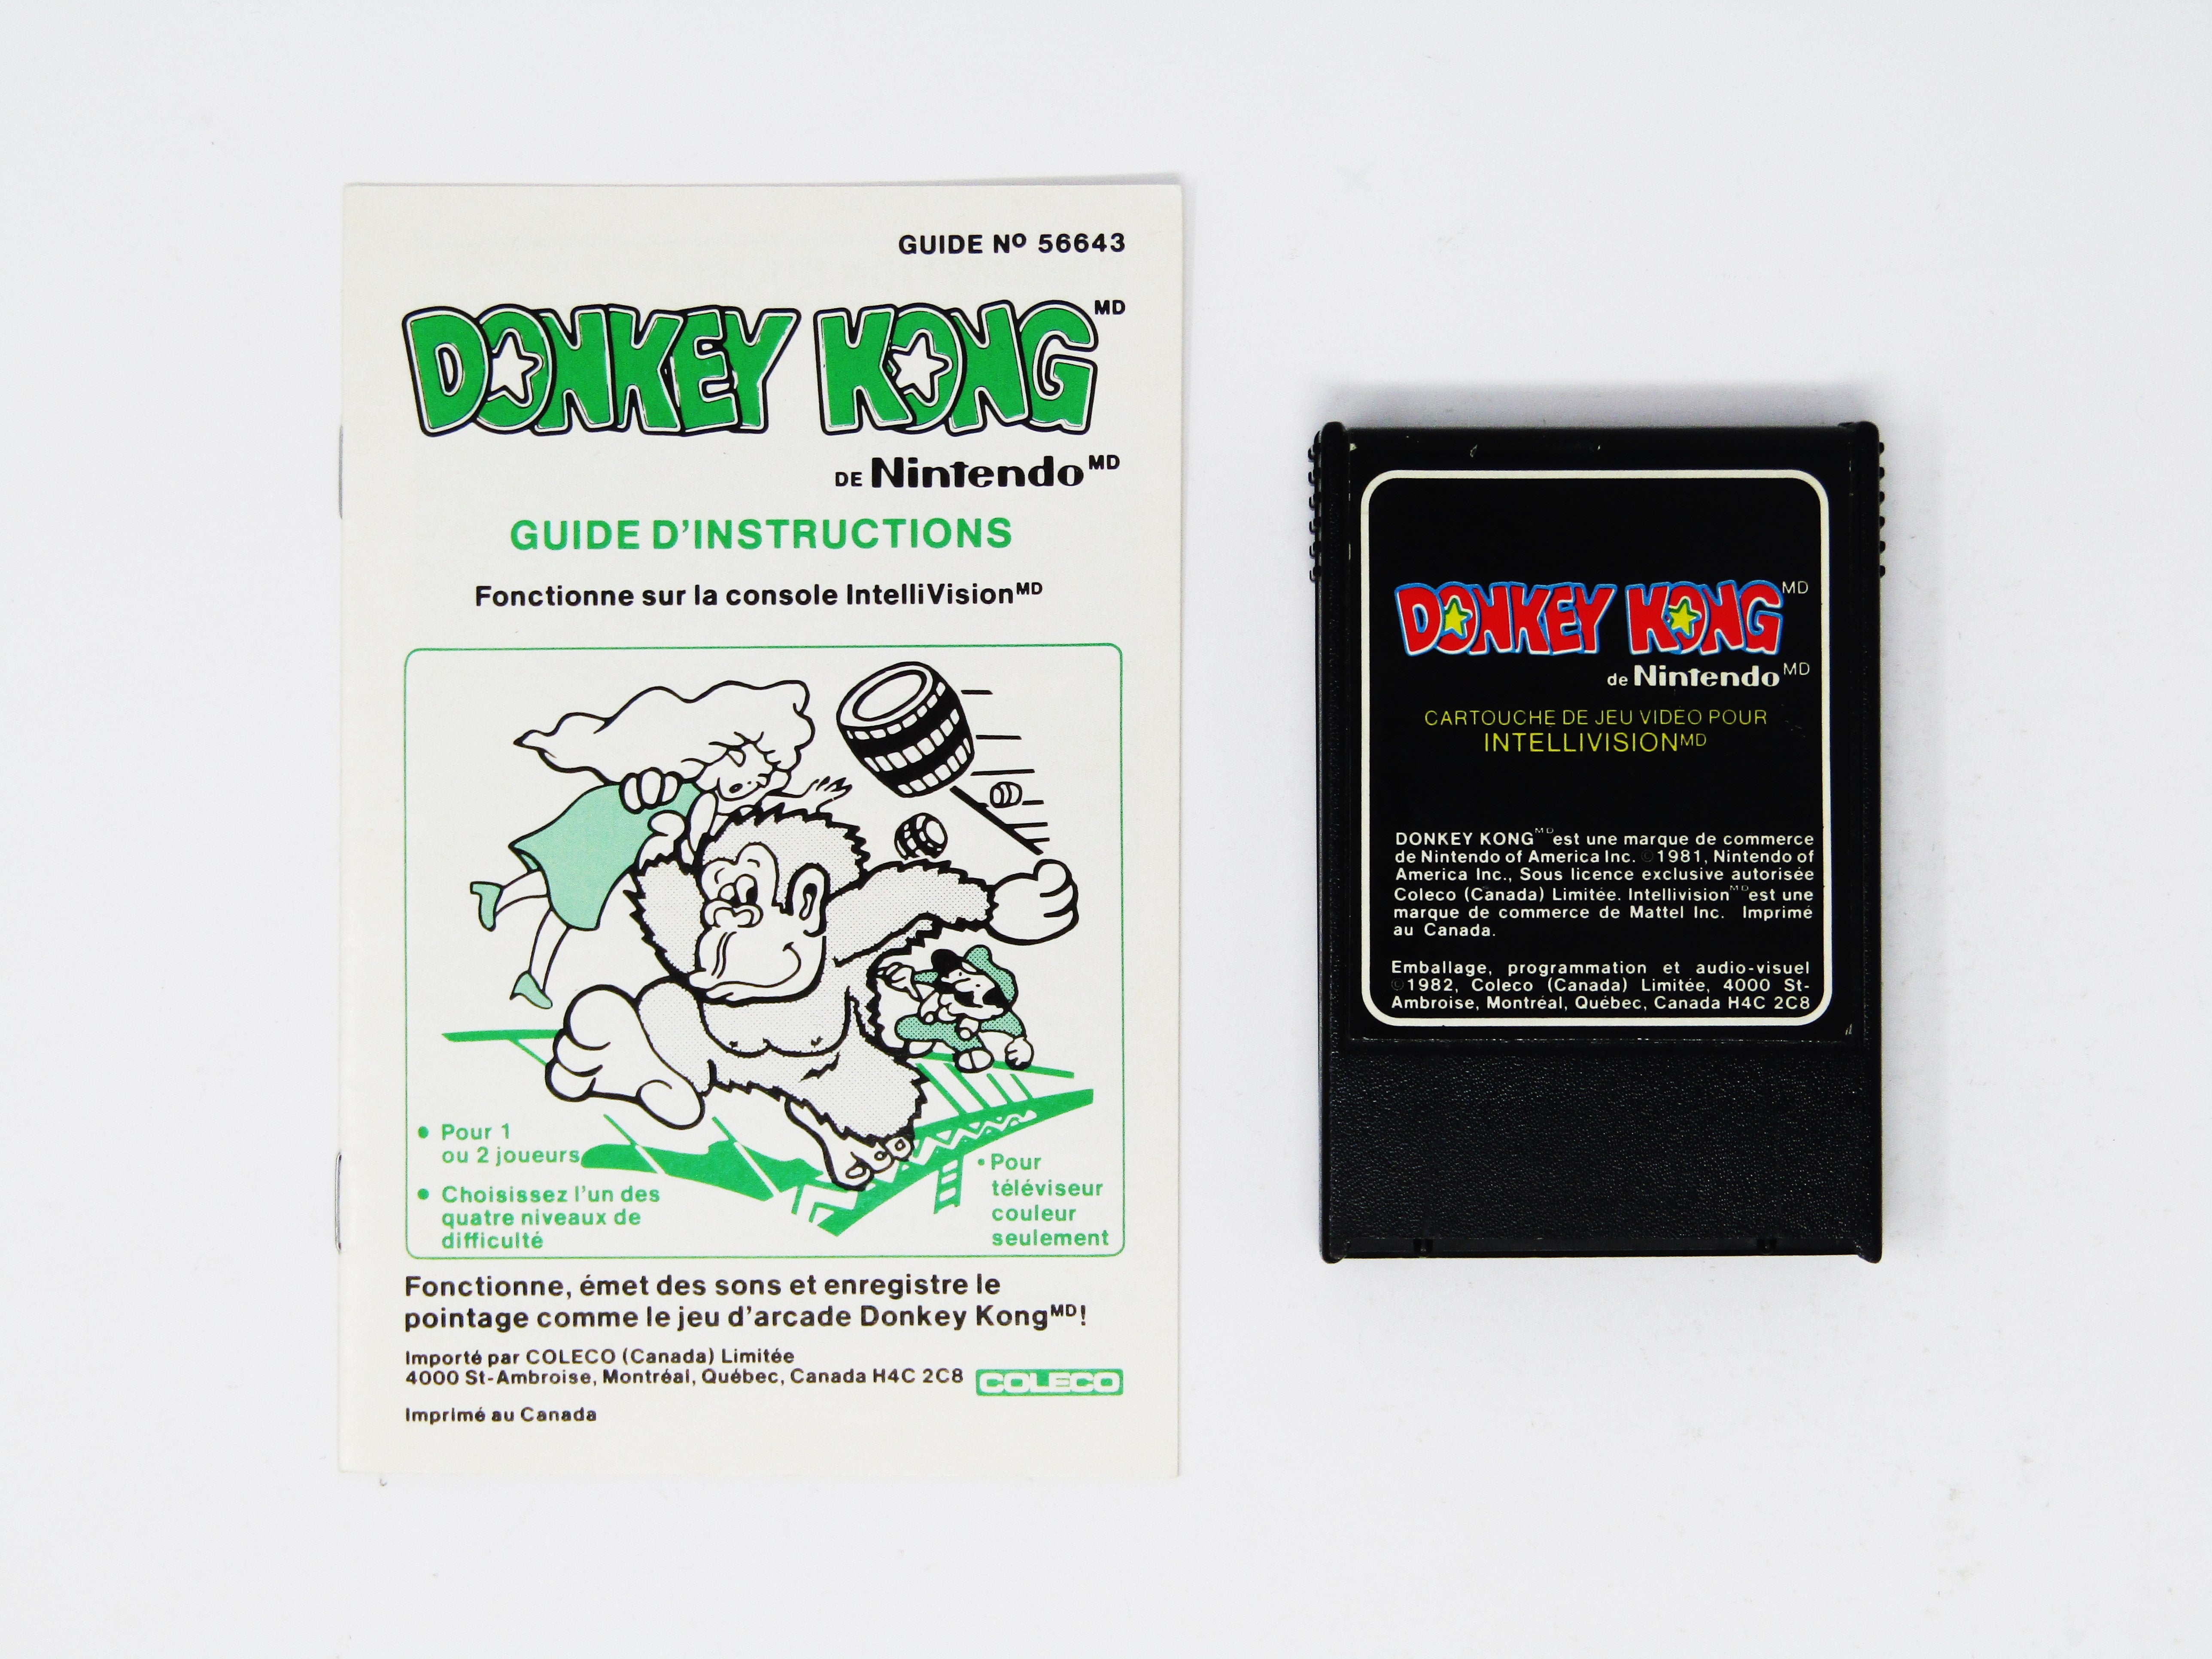 GUIDE Nº 56643
DONKEY KONG MD
DE Nintendo MD
GUIDE D'INSTRUCTIONS
Fonctionne sur la console IntelliVision MD
• Pour 1
ou 2 joueurs
• Choisissez l'un des
quatre niveaux de
difficulté
• Pour
téléviseur
couleur
seulement
Fonctionne, émet des sons et enregistre le
pointage comme le jeu d'arcade Donkey Kong MD!
Importé par COLECO (Canada) Limitée
4000 St-Ambroise, Montréal, Québec, Canada H4C 2C8
COLECO
Imprimé au Canada
DONKEY KONG MD
de Nintendo MD
CARTOUCHE DE JEU VIDÉO POUR
INTELLIVISION MD
DONKEY KONG MD est une marque de commerce
de Nintendo of America Inc. ©1981, Nintendo of
America Inc., Sous licence exclusive autorisée
Coleco (Canada) Limitée. Intellivision MD est une
marque de commerce de Mattel Inc. Imprimé
au Canada.
Emballage, programmation et audio-visuel
©1982, Coleco (Canada) Limitée, 4000 St-
Ambroise, Montréal, Québec, Canada H4C 2C8